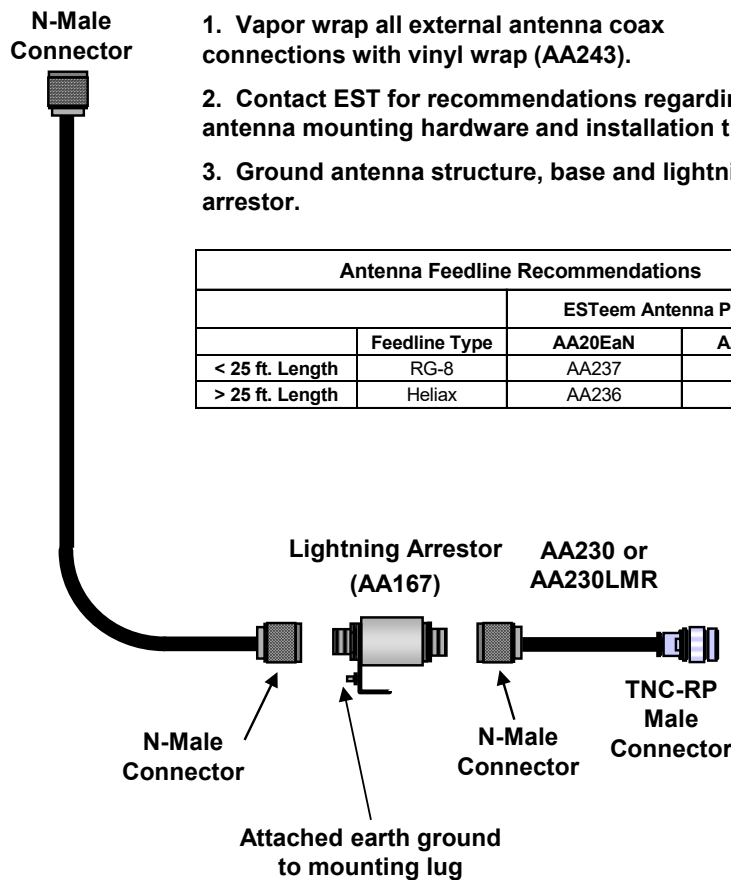 N-Male
Connector
1. Vapor wrap all external antenna coax
connections with vinyl wrap (AA243).
2. Contact EST for recommendations
antenna mounting hardware and installation
3. Ground antenna structure, base and
arrestor.
Antenna Feedline Recommendations
ESTeem Antenna
Feedline Type AA20EaN
< 25 ft. Length RG-8 AA237
> 25 ft. Length Heliax AA236
Lightning Arrestor
(AA167)
AA230 or
AA230LMR
N-Male
Connector
N-Male
Connector
TNC-RP
Male
Connector
Attached earth ground
to mounting lug